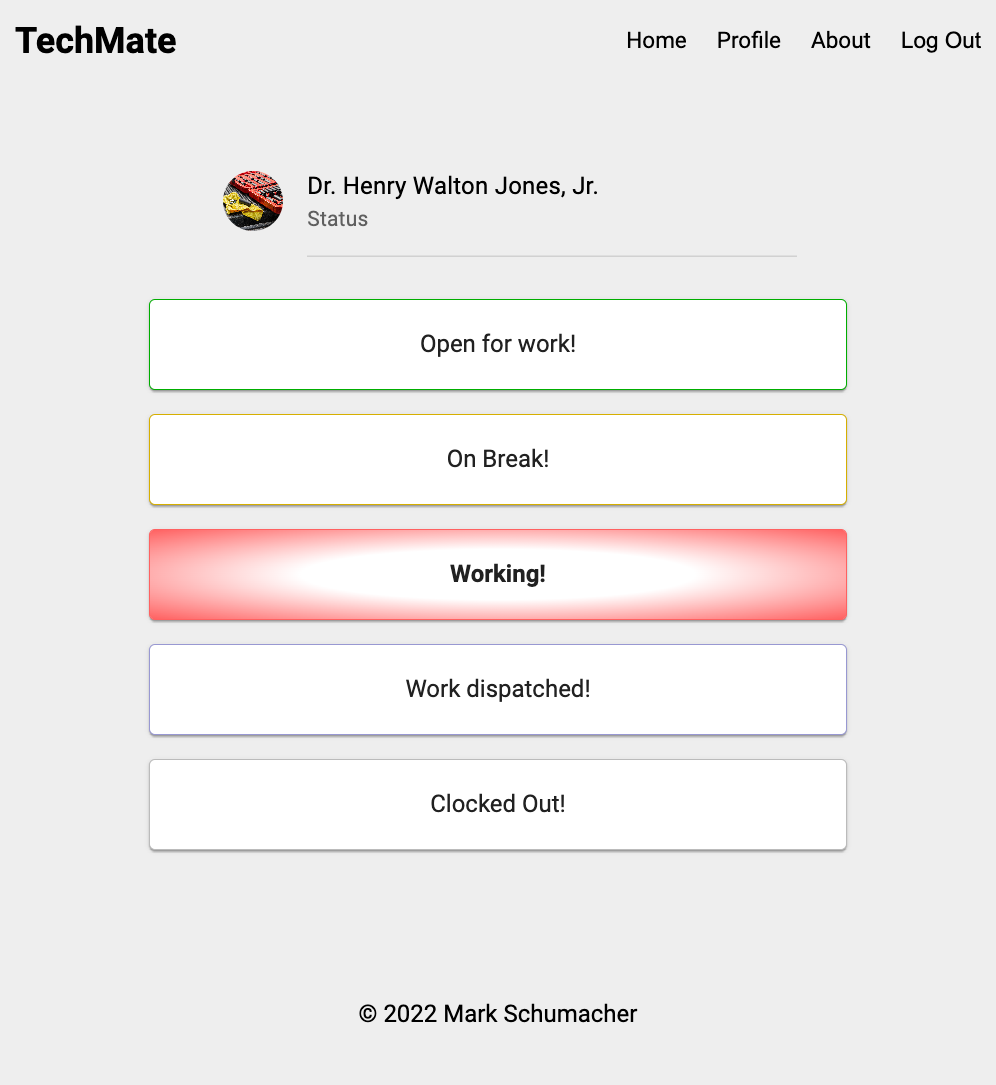 TechMate
Home Profile About Log Out
Dr. Henry Walton Jones, Jr.
Status
Open for work!
On Break!
Working!
Work dispatched!
Clocked Out!
© 2022 Mark Schumacher